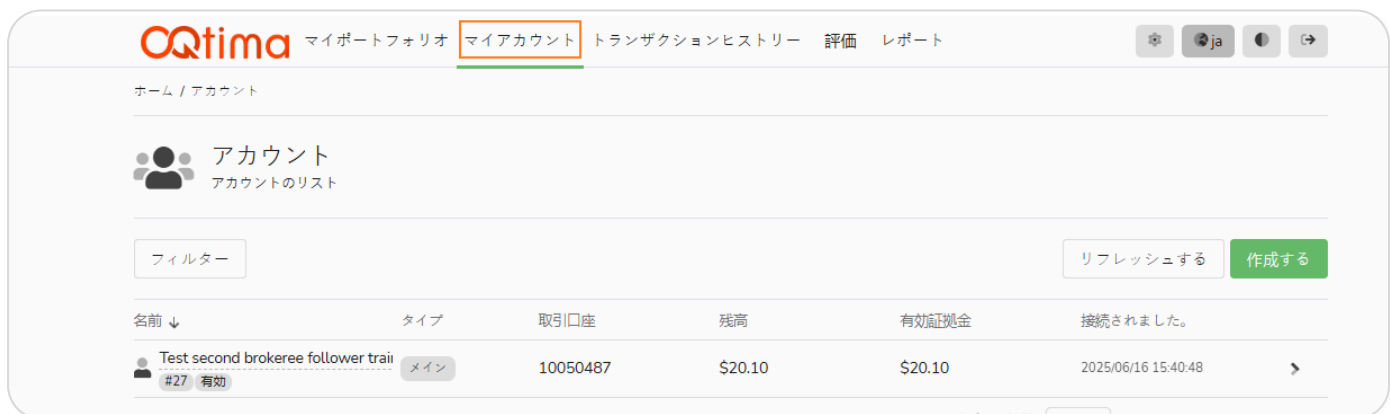 OQtima マイポートフォリオ マイアカウント トランザクションヒストリー 評価 レポート ja
ホーム / アカウント
アカウント
アカウントのリスト
フィルター リフレッシュする 作成する
名前 タイプ 取引口座 残高 有効証拠金 接続されました。
Test second brokeree follower trai メイン 10050487 $20.10 $20.10 2025/06/16 15:40:48
#27 有効